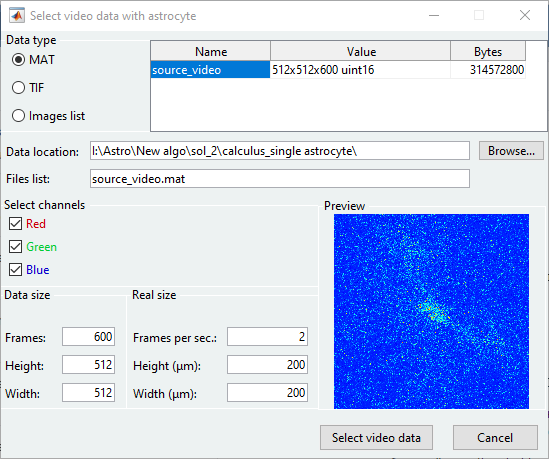 Select video data with astrocyte
Data type
MAT
TIF
Images list
Name Value Bytes
source_video 512x512x600 uint16 314572800
Data location: I:\Astro\New algo\sol_2\calculus_single astrocyte\ Browse...
Files list: source_video.mat
Select channels
Red
Green
Blue
Preview
Data size
Frames: 600
Height: 512
Width: 512
Real size
Frames per sec.: 2
Height (μm): 200
Width (μm): 200
Select video data Cancel